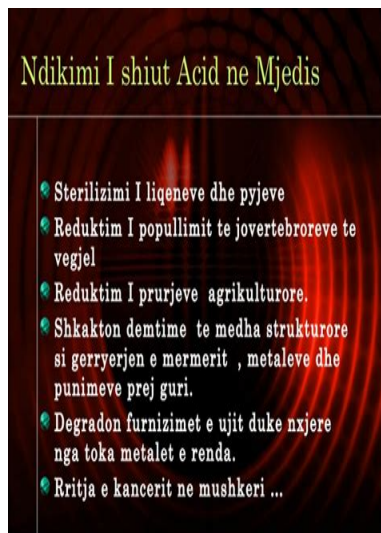 Ndikimi I shiut Acid ne Mjedis
Sterilizimi I liqeneve dhe pyjeve
Reduktim I popullimit te jovertebroreve te
vegjel
Reduktim I prurjeve agrikulturore.
Shkakton demtime te medha strukturore
si gerryerjen e mermerit , metaleve dhe
punimeve prej guri.
Degradon furnizimet e ujit duke nxjere
nga toka metalet e renda.
Rritja e kancerit ne mushkeri ...